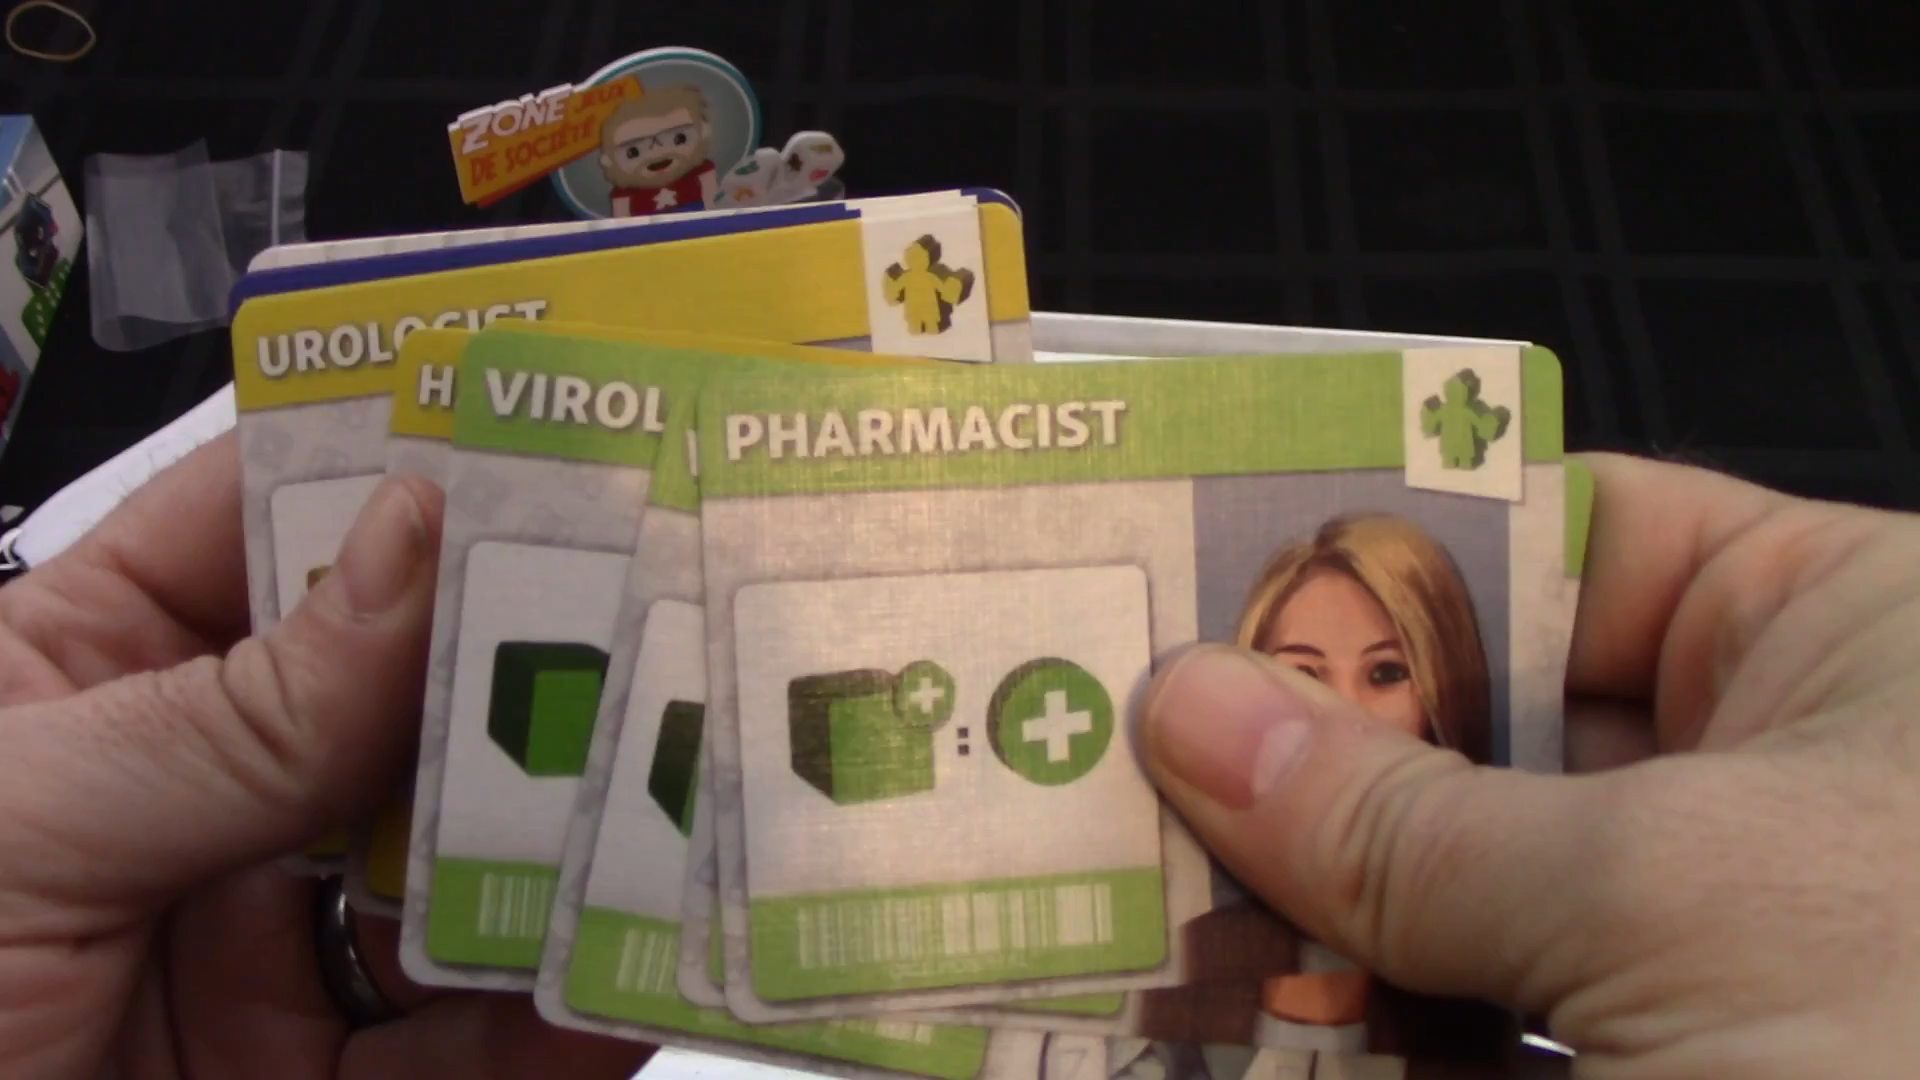 ZONE JEUX
DE SOCIÉTÉ
UROLOGIST
H
VIROL
PHARMACIST